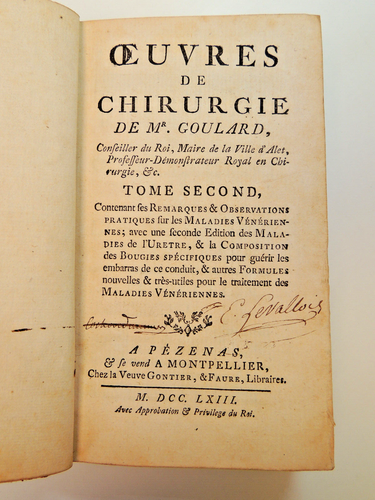 ŒUVRES
DE
CHIRURGIE
DE Mᴿ. GOULARD,
Conseiller du Roi, Maire de la Ville d'Alet,
Professeur-Démonstrateur Royal en Chi-
rurgie, &c.
TOME SECOND,
Contenant ses REMARQUES & OBSERVATIONS
PRATIQUES sur les MALADIES VÉNÉRIEN-
NES; avec une seconde Edition des MALA-
DIES de l'URETRE, & la COMPOSITION
des BOUGIES SPÉCIFIQUES pour guérir les
embarras de ce conduit, & autres FORMULES
nouvelles & très-utiles pour le traitement des
MALADIES VÉNÉRIENNES.
E. Levallois
A PÉZENAS,
& se vend A MONTPELLIER,
Chez la Veuve GONTIER, & FAURE, Libraires.
M. DCC. LXIII.
Avec Approbation & Privilege du Roi.